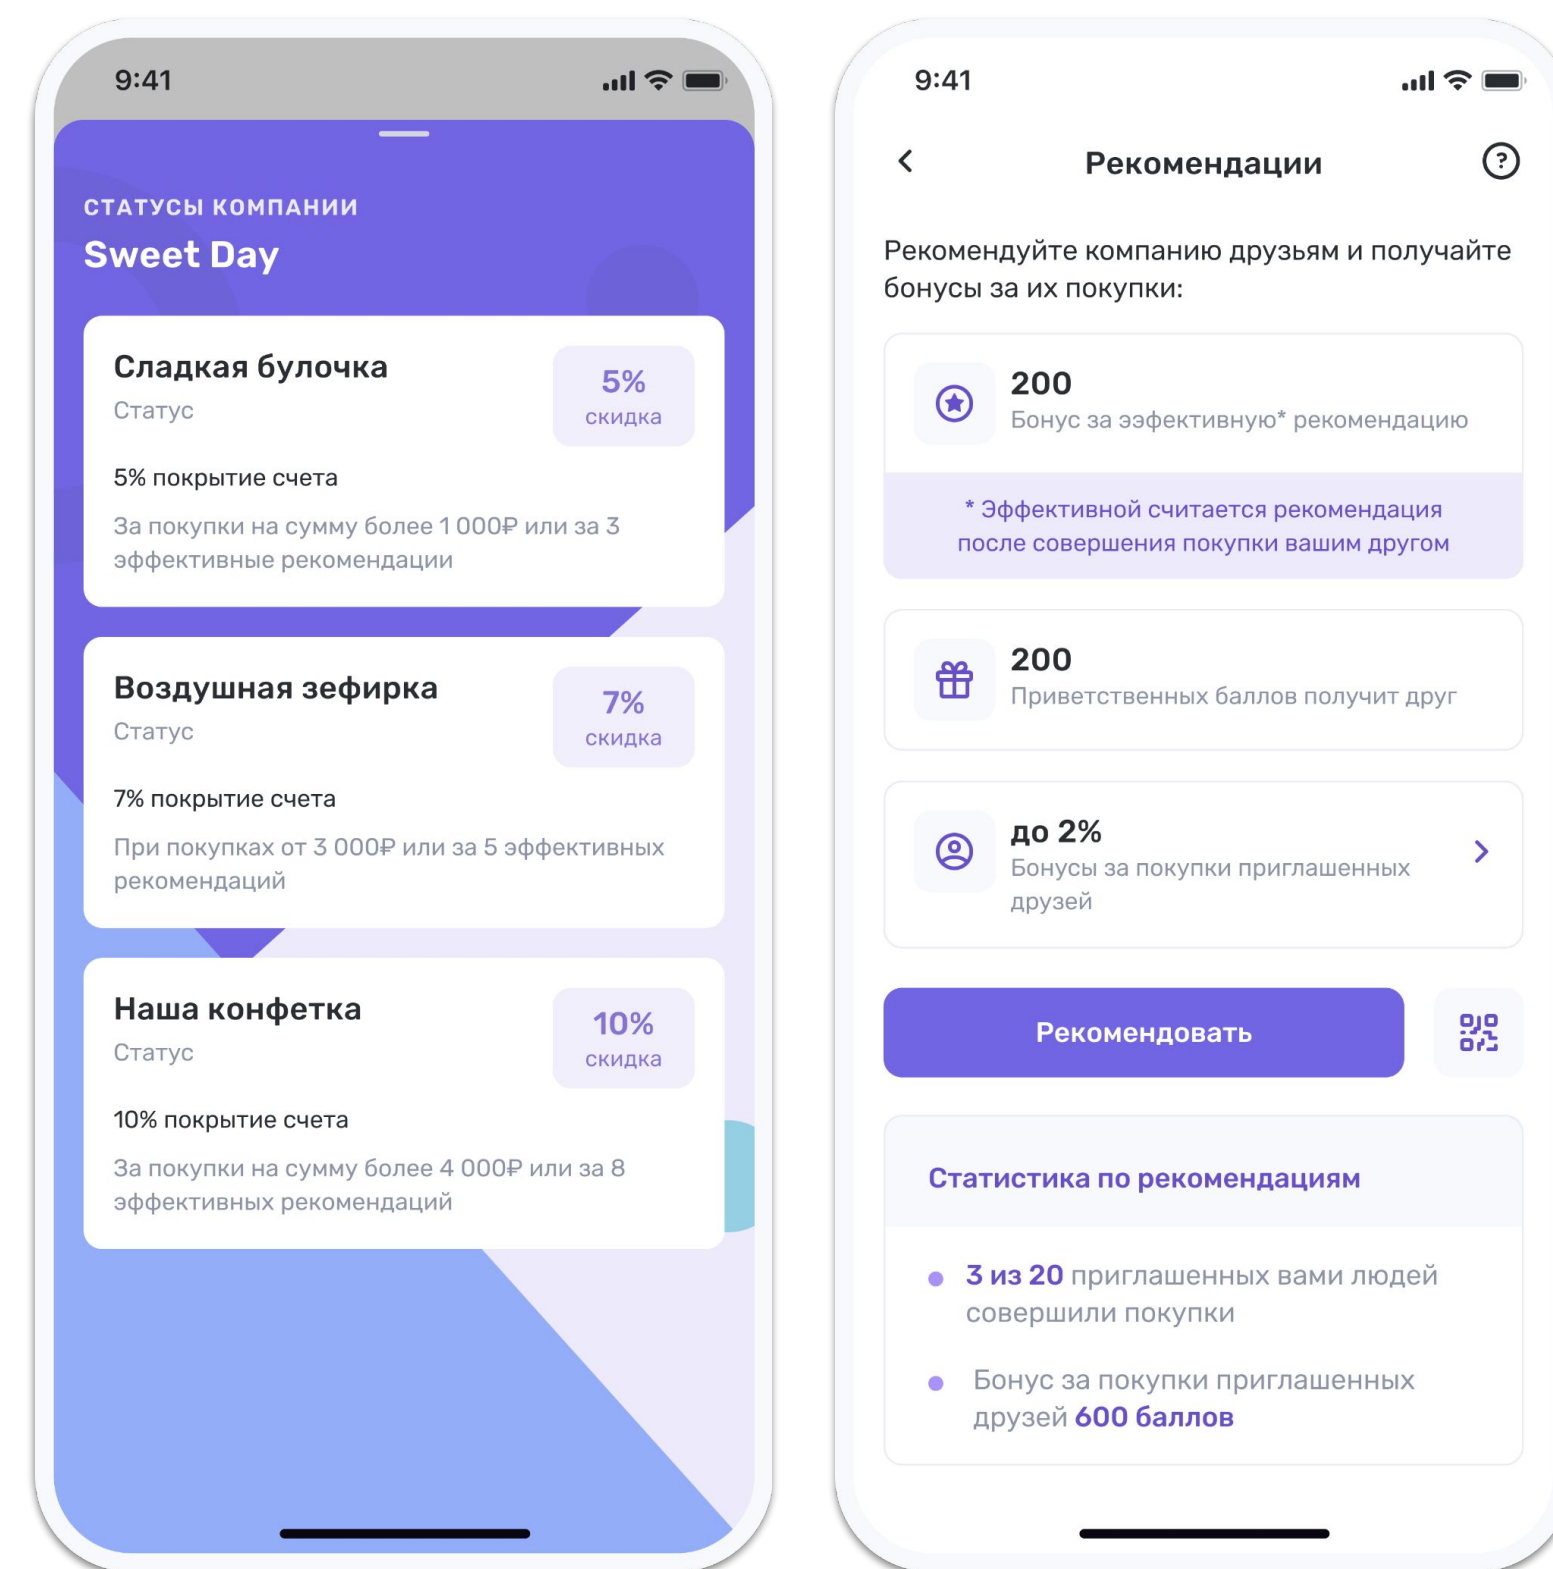 9:41
СТАТУСЫ КОМПАНИИ
Sweet Day
Сладкая булочка
Статус
5%
скидка
5% покрытие счета
За покупки на сумму более 1 000₽ или за 3
эффективные рекомендации
Воздушная зефирка
Статус
7%
скидка
7% покрытие счета
При покупках от 3 000₽ или за 5 эффективных
рекомендаций
Наша конфетка
Статус
10%
скидка
10% покрытие счета
За покупки на сумму более 4 000₽ или за 8
эффективных рекомендаций
9:41
Рекомендации
?
Рекомендуйте компанию друзьям и получайте
бонусы за их покупки:
200
Бонус за ээфективную* рекомендацию
* Эффективной считается рекомендация
после совершения покупки вашим другом
200
Приветственных баллов получит друг
до 2%
Бонусы за покупки приглашенных
друзей
Рекомендовать
Статистика по рекомендациям
3 из 20 приглашенных вами людей
совершили покупки
Бонус за покупки приглашенных
друзей 600 баллов